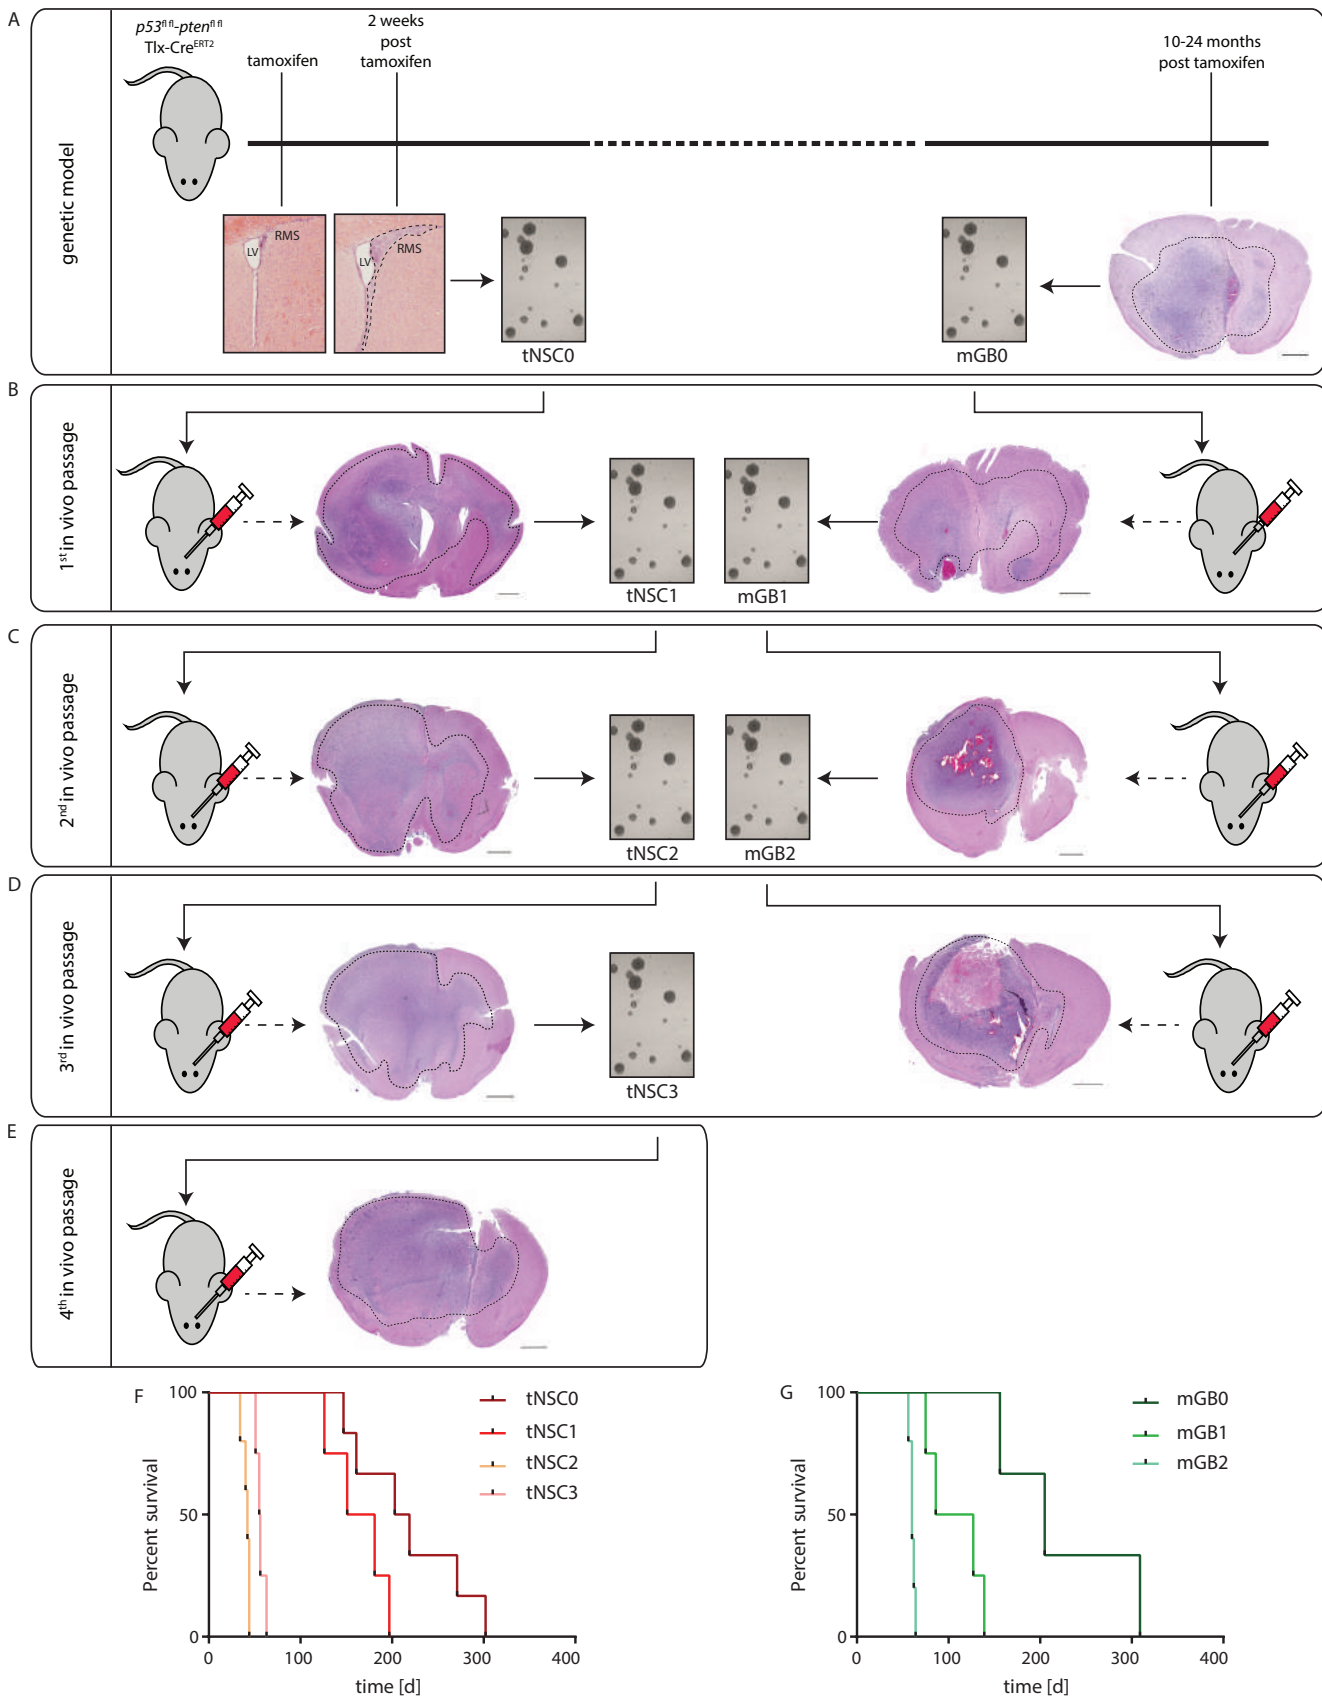 A
genetic model
p53fl fl-ptenfl fl
Tlx-CreERT2
tamoxifen
2 weeks
post
tamoxifen
10-24 months
post tamoxifen
LV
RMS
LV
RMS
tNSC0
mGB0
B
1st in vivo passage
tNSC1
mGB1
C
2nd in vivo passage
tNSC2
mGB2
D
3rd in vivo passage
tNSC3
E
4th in vivo passage
F
100
50
0
Percent survival
0 100 200 300 400
time [d]
tNSC0
tNSC1
tNSC2
tNSC3
G
100
50
0
Percent survival
0 100 200 300 400
time [d]
mGB0
mGB1
mGB2